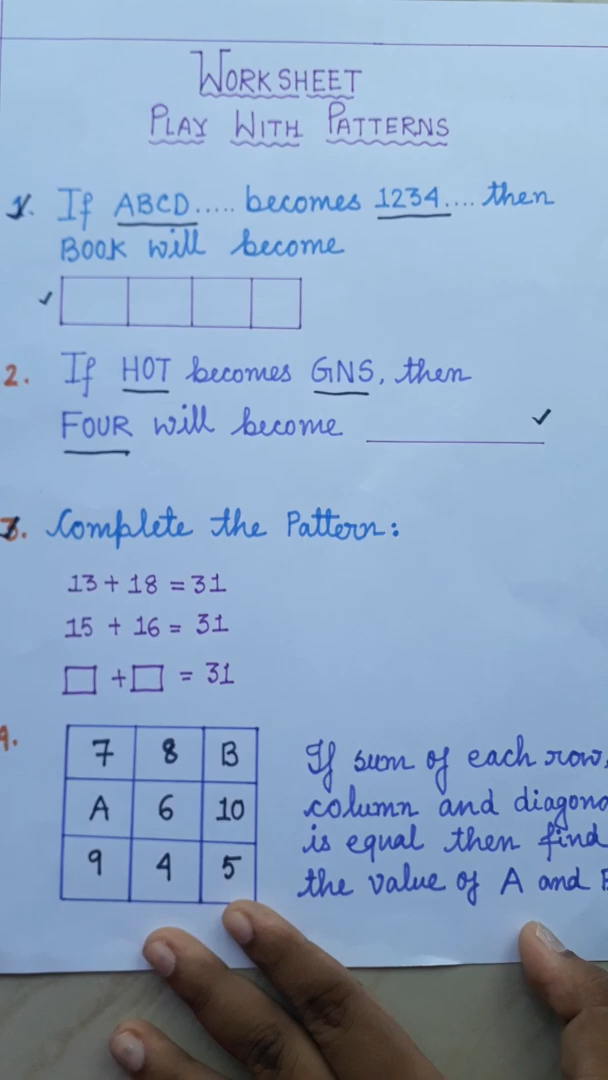 WORKSHEET
PLAY WITH PATTERNS
1. If ABCD..... becomes 1234.... then
BOOK will become
2. If HOT becomes GNS, then
FOUR will become
3. Complete the Pattern:
13 + 18 = 31
15 + 16 = 31
□ + □ = 31
7 8 B
A 6 10
9 4 5
If sum of each row,
column and diagona
is equal then find
the value of A and